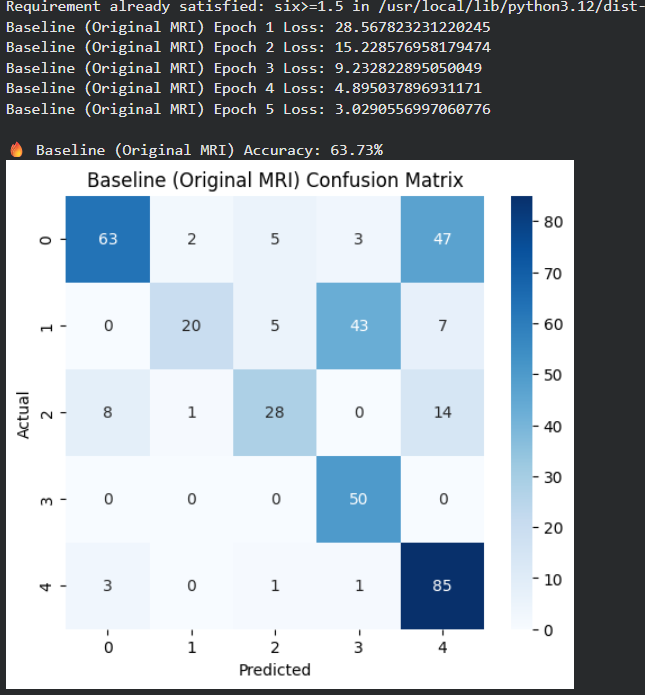 Requirement already satisfied: six>=1.5 in /usr/local/lib/python3.12/dist-
Baseline (Original MRI) Epoch 1 Loss: 28.567823231220245
Baseline (Original MRI) Epoch 2 Loss: 15.228576958179474
Baseline (Original MRI) Epoch 3 Loss: 9.232822895050049
Baseline (Original MRI) Epoch 4 Loss: 4.895037896931171
Baseline (Original MRI) Epoch 5 Loss: 3.0290556997060776
🔥 Baseline (Original MRI) Accuracy: 63.73%
Baseline (Original MRI) Confusion Matrix
0 63 2 5 3 47
1 0 20 5 43 7
2 8 1 28 0 14
3 0 0 0 50 0
4 3 0 1 1 85
0 1 2 3 4
Predicted
Actual
80
70
60
50
40
30
20
10
0